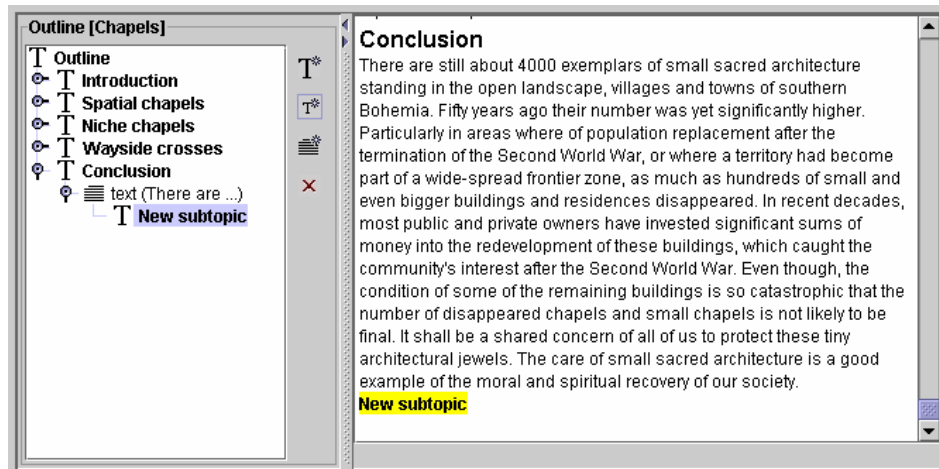 Outline [Chapels]
T Outline
T Introduction
T Spatial chapels
T Niche chapels
T Wayside crosses
T Conclusion
text (There are ...)
T New subtopic
T*
T*
Conclusion
There are still about 4000 exemplars of small sacred architecture
standing in the open landscape, villages and towns of southern
Bohemia. Fifty years ago their number was yet significantly higher.
Particularly in areas where of population replacement after the
termination of the Second World War, or where a territory had become
part of a wide-spread frontier zone, as much as hundreds of small and
even bigger buildings and residences disappeared. In recent decades,
most public and private owners have invested significant sums of
money into the redevelopment of these buildings, which caught the
community's interest after the Second World War. Even though, the
condition of some of the remaining buildings is so catastrophic that the
number of disappeared chapels and small chapels is not likely to be
final. It shall be a shared concern of all of us to protect these tiny
architectural jewels. The care of small sacred architecture is a good
example of the moral and spiritual recovery of our society.
New subtopic